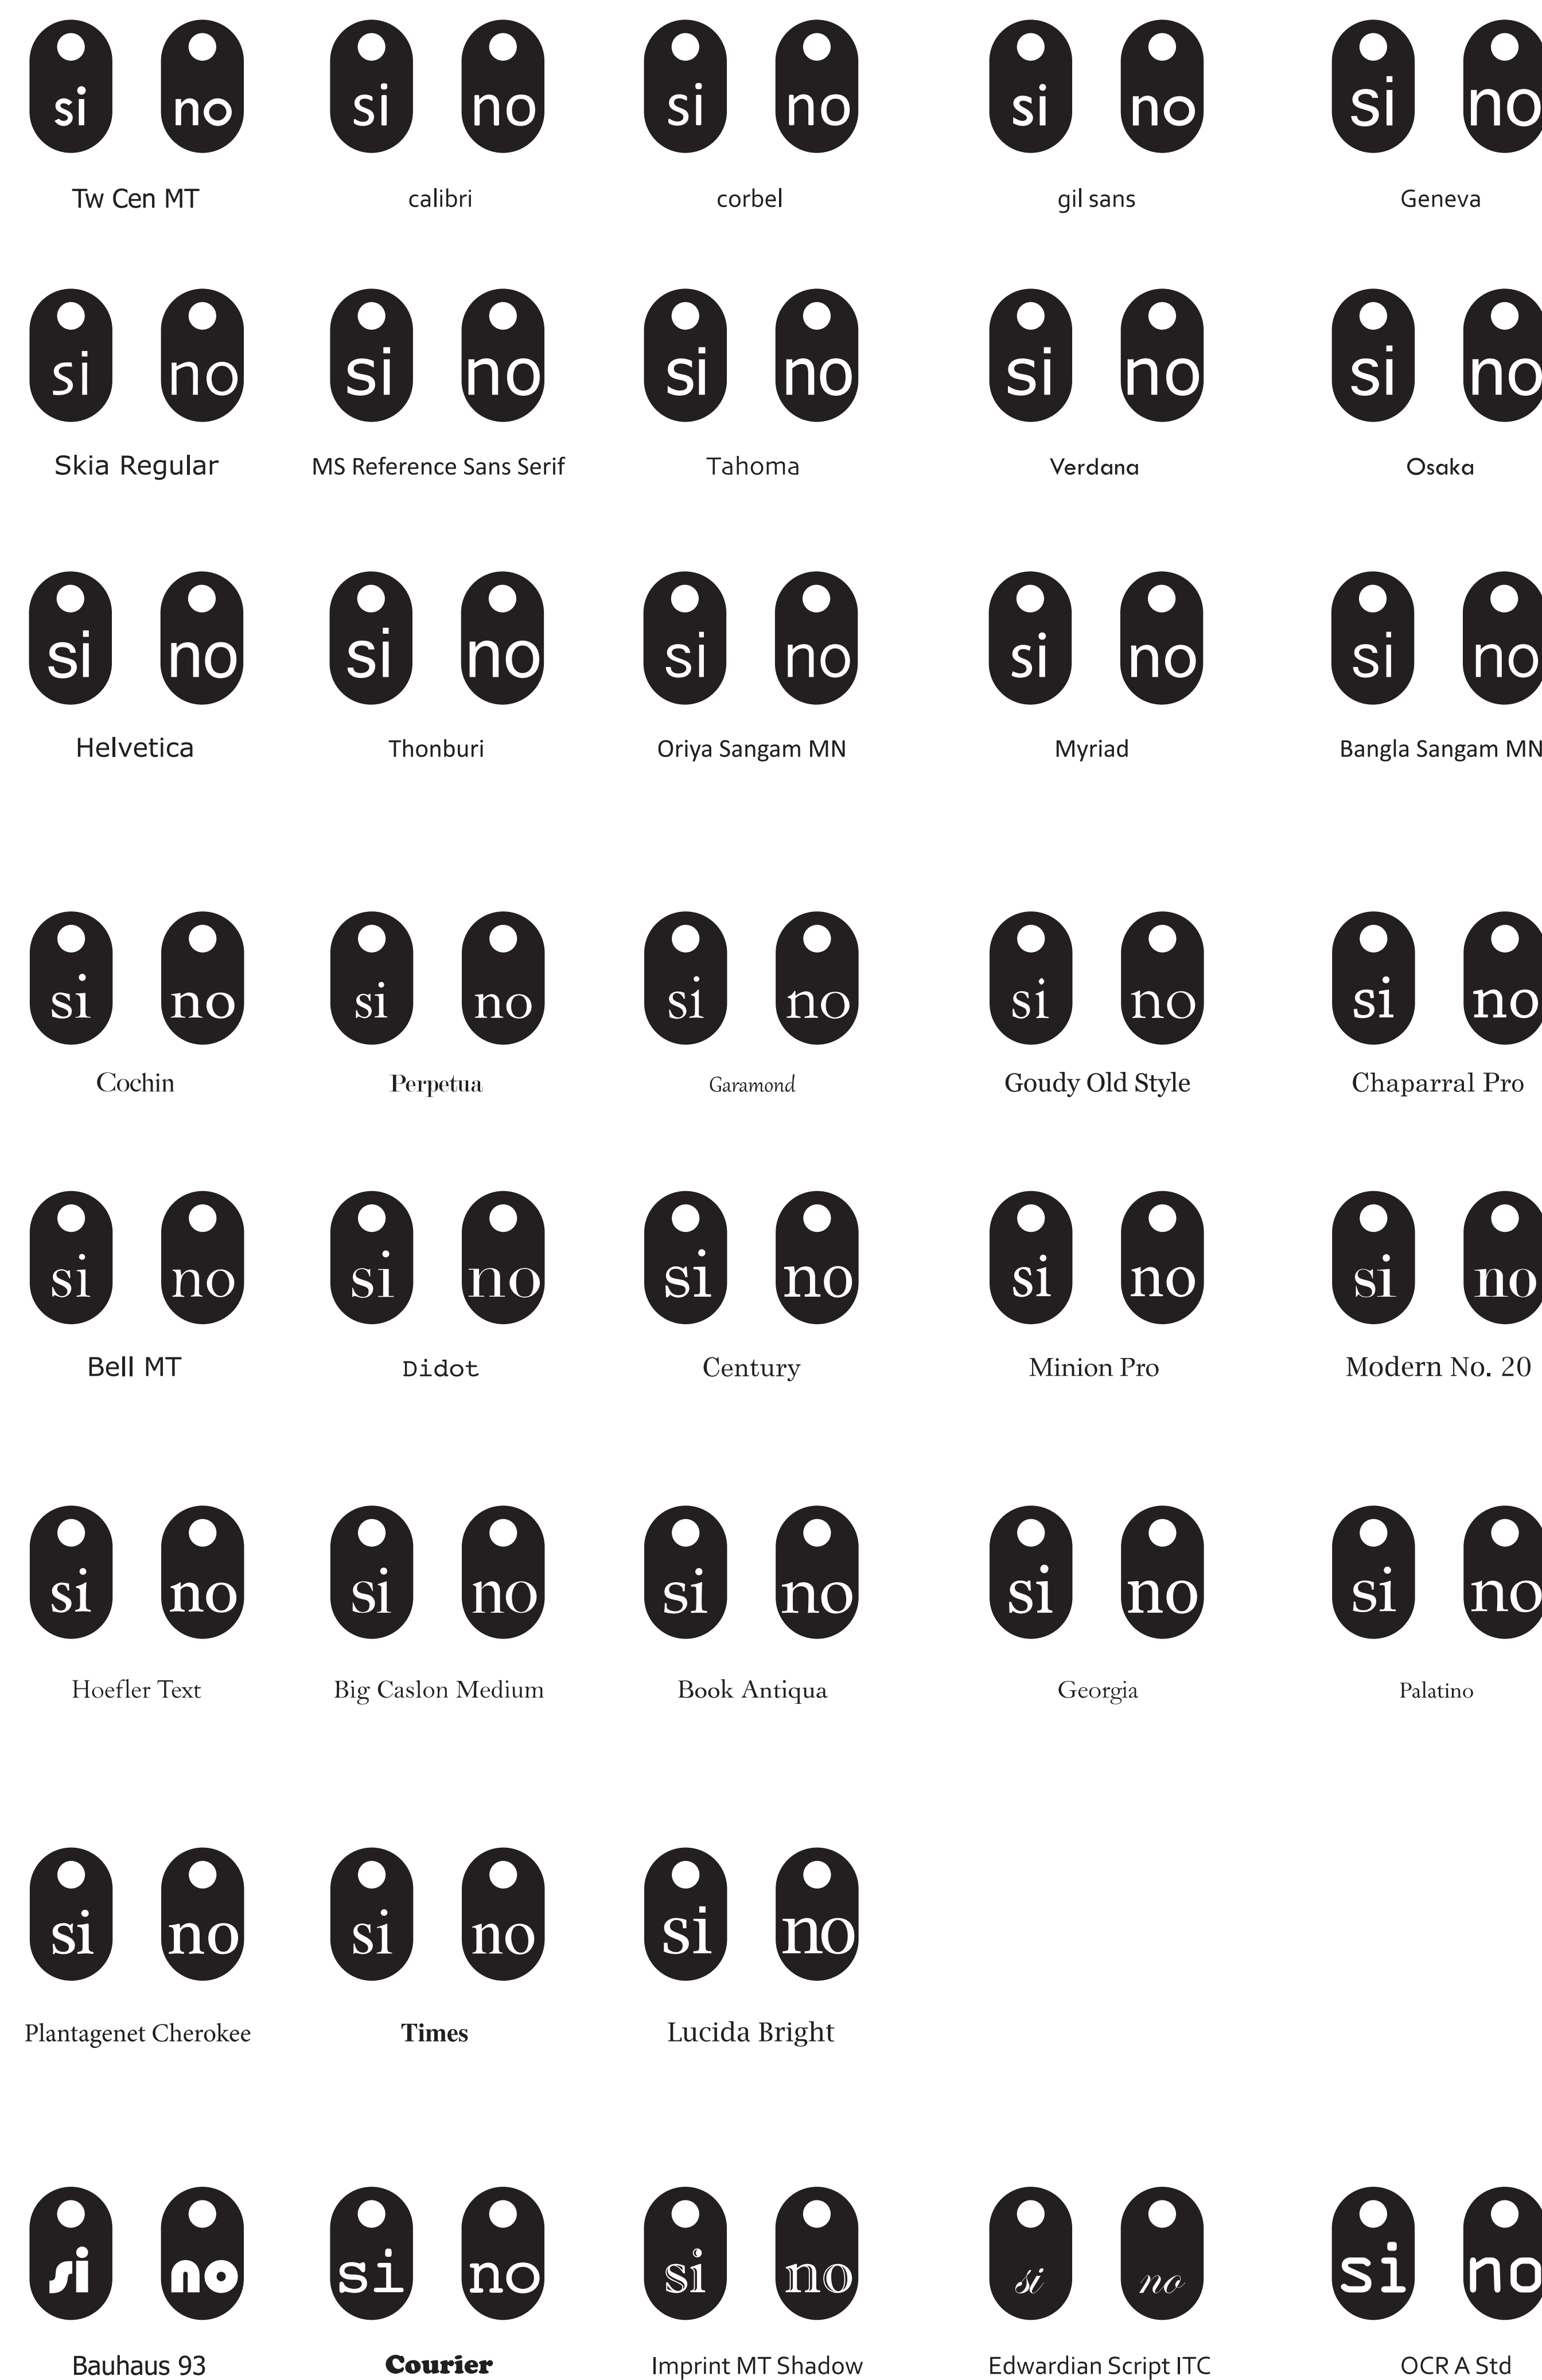 si no si no si no si no si no
Tw Cen MT calibri corbel gil sans Geneva
si no si no si no si no si no
Skia Regular MS Reference Sans Serif Tahoma Verdana Osaka
si no si no si no si no si no
Helvetica Thonburi Oriya Sangam MN Myriad Bangla Sangam MN
si no si no si no si no si no
Cochin Perpetua Garamond Goudy Old Style Chaparral Pro
si no si no si no si no si no
Bell MT Didot Century Minion Pro Modern No. 20
si no si no si no si no si no
Hoefler Text Big Caslon Medium Book Antiqua Georgia Palatino
si no si no si no
Plantagenet Cherokee Times Lucida Bright
si no si no si no si no si no
Bauhaus 93 Courier Imprint MT Shadow Edwardian Script ITC OCR A Std